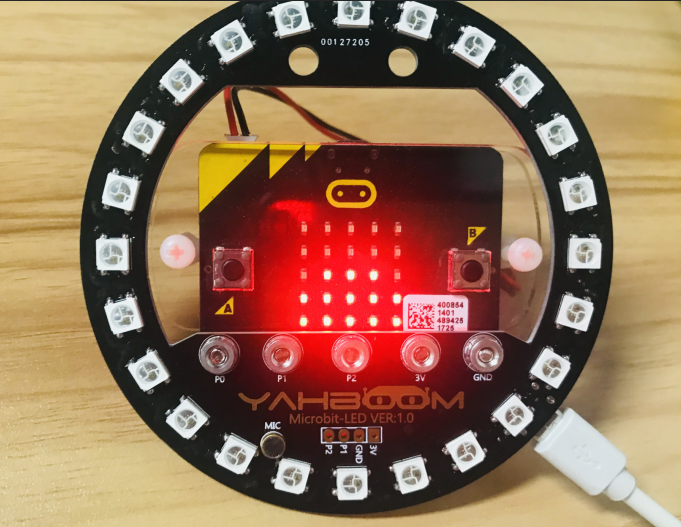 00127205
B
A
400854
1401
489425
1725
P0 P1 P2 3V GND
YAHBOOM
Microbit-LED VER:1.0
MIC
P2 P1 GND 3V